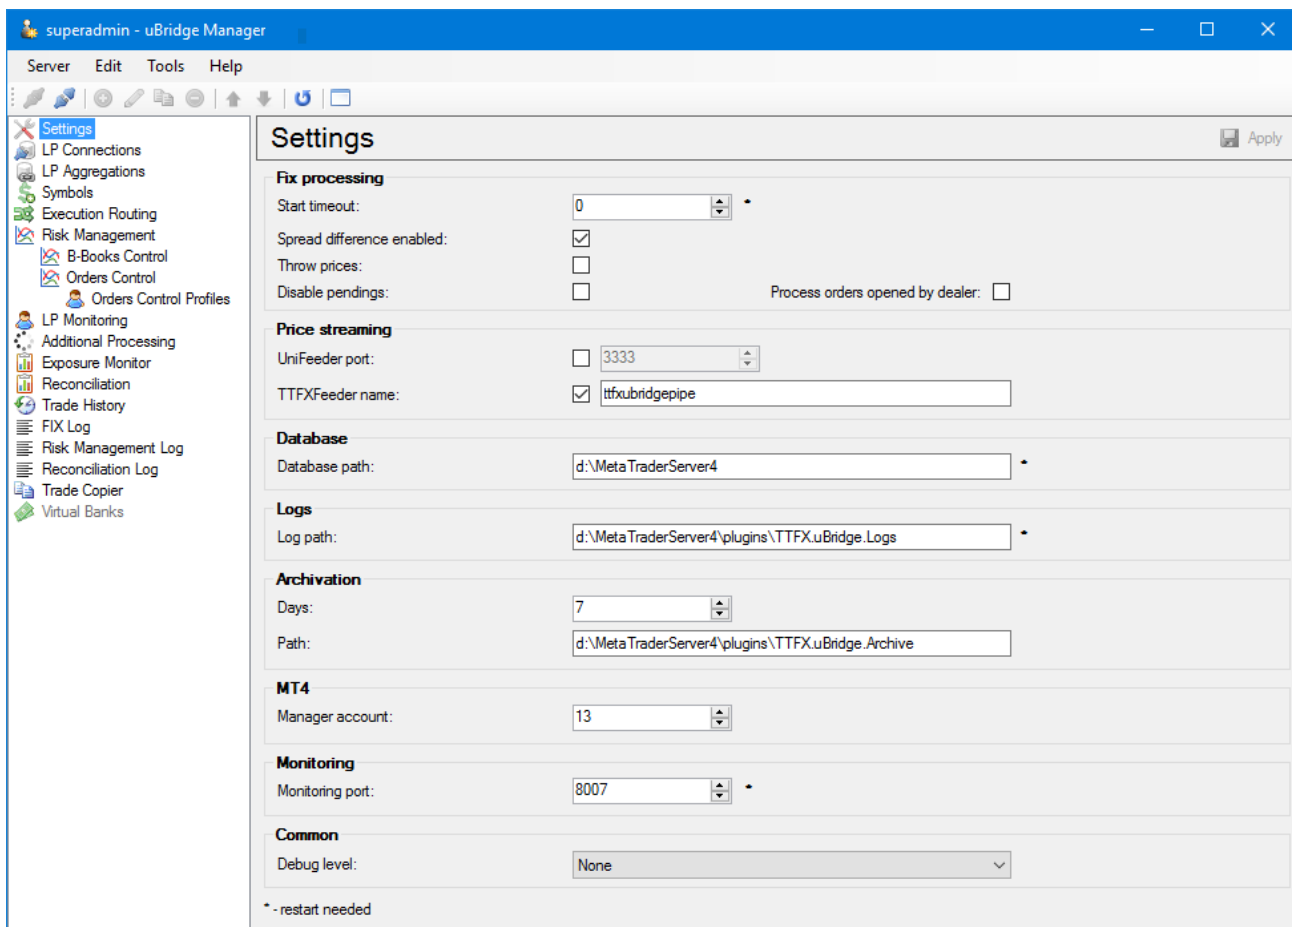 superadmin - uBridge Manager
Server Edit Tools Help
Settings
LP Connections
LP Aggregations
Symbols
Execution Routing
Risk Management
B-Books Control
Orders Control
Orders Control Profiles
LP Monitoring
Additional Processing
Exposure Monitor
Reconciliation
Trade History
FIX Log
Risk Management Log
Reconciliation Log
Trade Copier
Virtual Banks
Settings Apply
Fix processing
Start timeout: 0 *
Spread difference enabled:
Throw prices:
Disable pendings: Process orders opened by dealer:
Price streaming
UniFeeder port: 3333
TTFXFeeder name: ttfxubridgepipe
Database
Database path: d:\MetaTraderServer4 *
Logs
Log path: d:\MetaTraderServer4\plugins\TTFX.uBridge.Logs *
Archivation
Days: 7
Path: d:\MetaTraderServer4\plugins\TTFX.uBridge.Archive
MT4
Manager account: 13
Monitoring
Monitoring port: 8007 *
Common
Debug level: None
* - restart needed